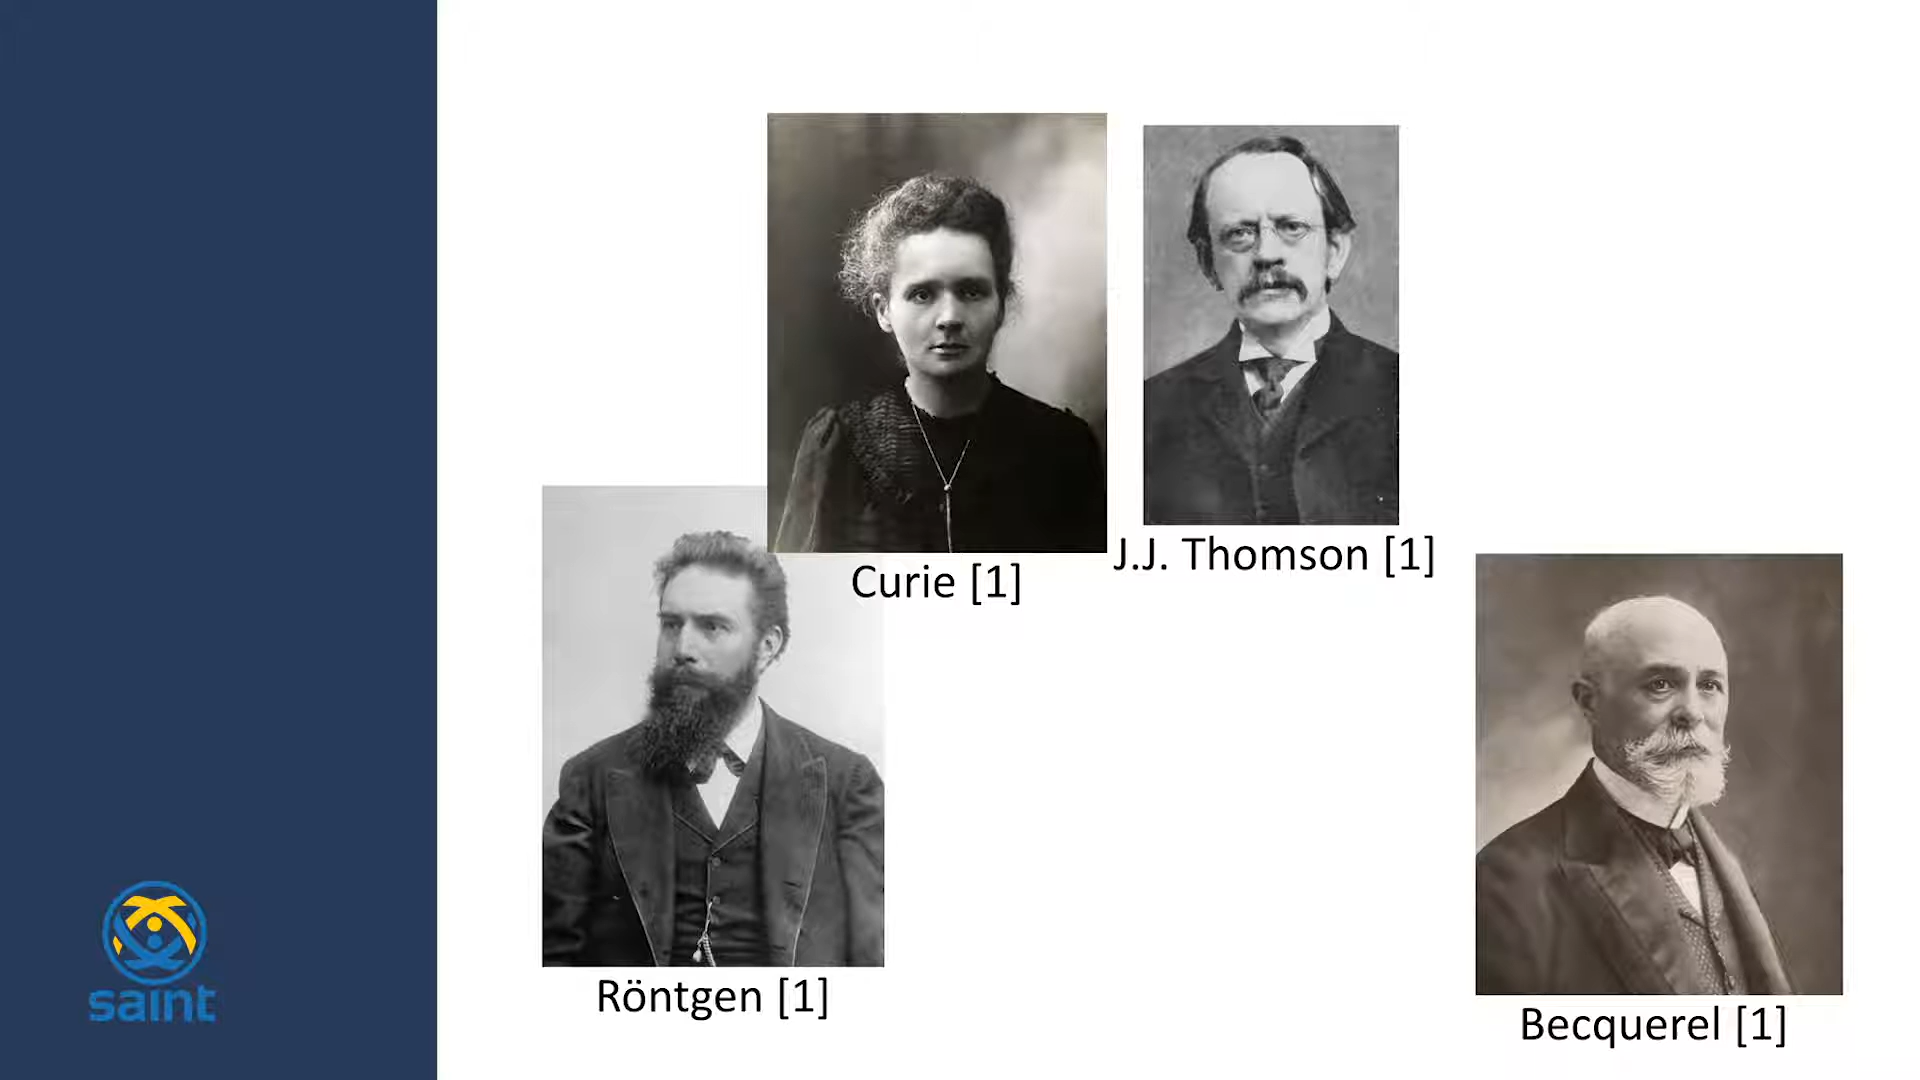 Curie [1]
J.J. Thomson [1]
Röntgen [1]
Becquerel [1]
saint